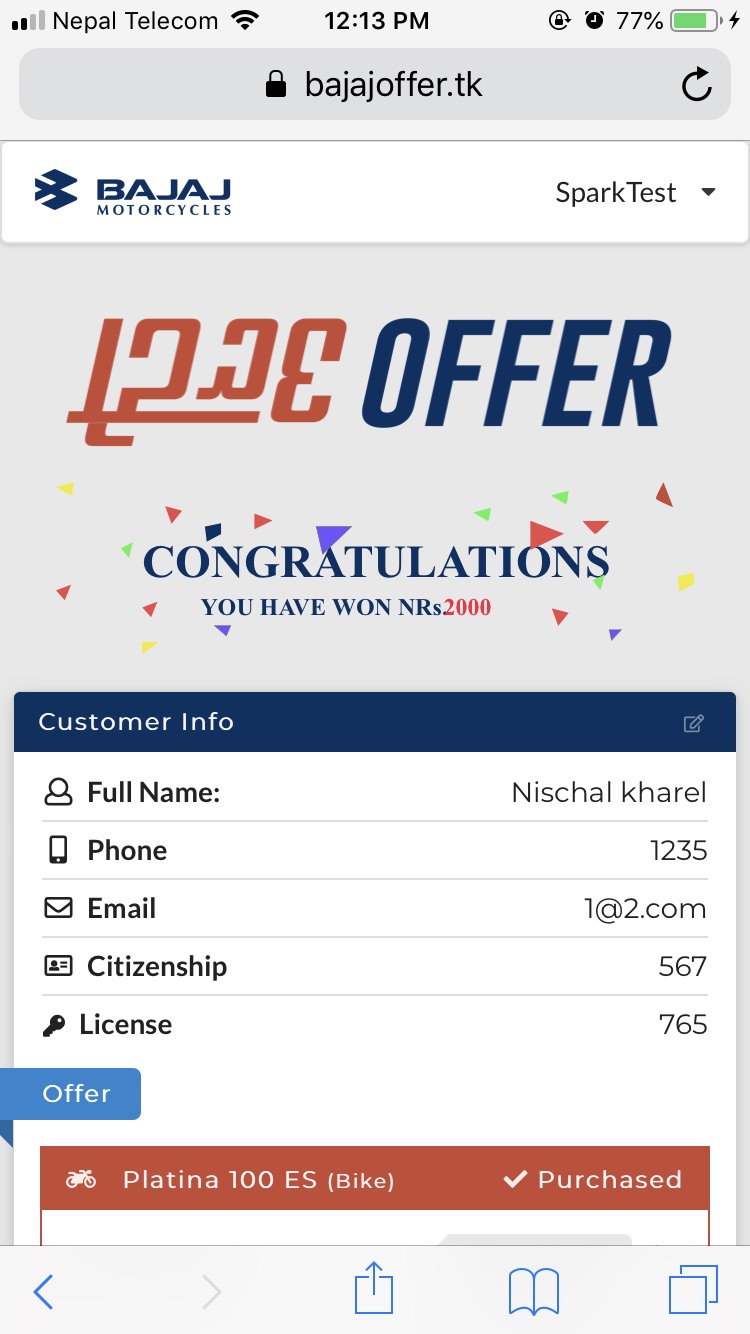 Nepal Telecom
12:13 PM
77%
bajajoffer.tk
BAJAJ
MOTORCYCLES
SparkTest
OFFER
CONGRATULATIONS
YOU HAVE WON NRs.2000
Customer Info
Full Name: Nischal kharel
Phone 1235
Email 1@2.com
Citizenship 567
License 765
Offer
Platina 100 ES (Bike) Purchased